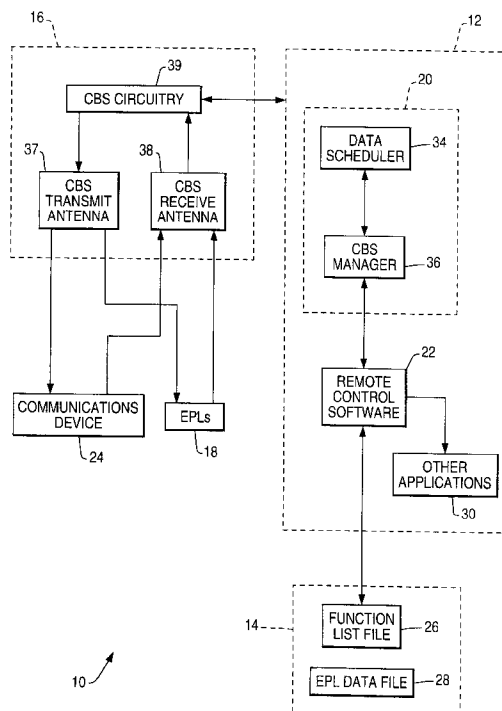 16
12
39
CBS CIRCUITRY
20
37
38
DATA
SCHEDULER
34
CBS
TRANSMIT
ANTENNA
CBS
RECEIVE
ANTENNA
CBS
MANAGER
36
22
COMMUNICATIONS
DEVICE
EPLs
REMOTE
CONTROL
SOFTWARE
24
18
OTHER
APPLICATIONS
30
14
FUNCTION
LIST FILE
26
10
EPL DATA FILE
28